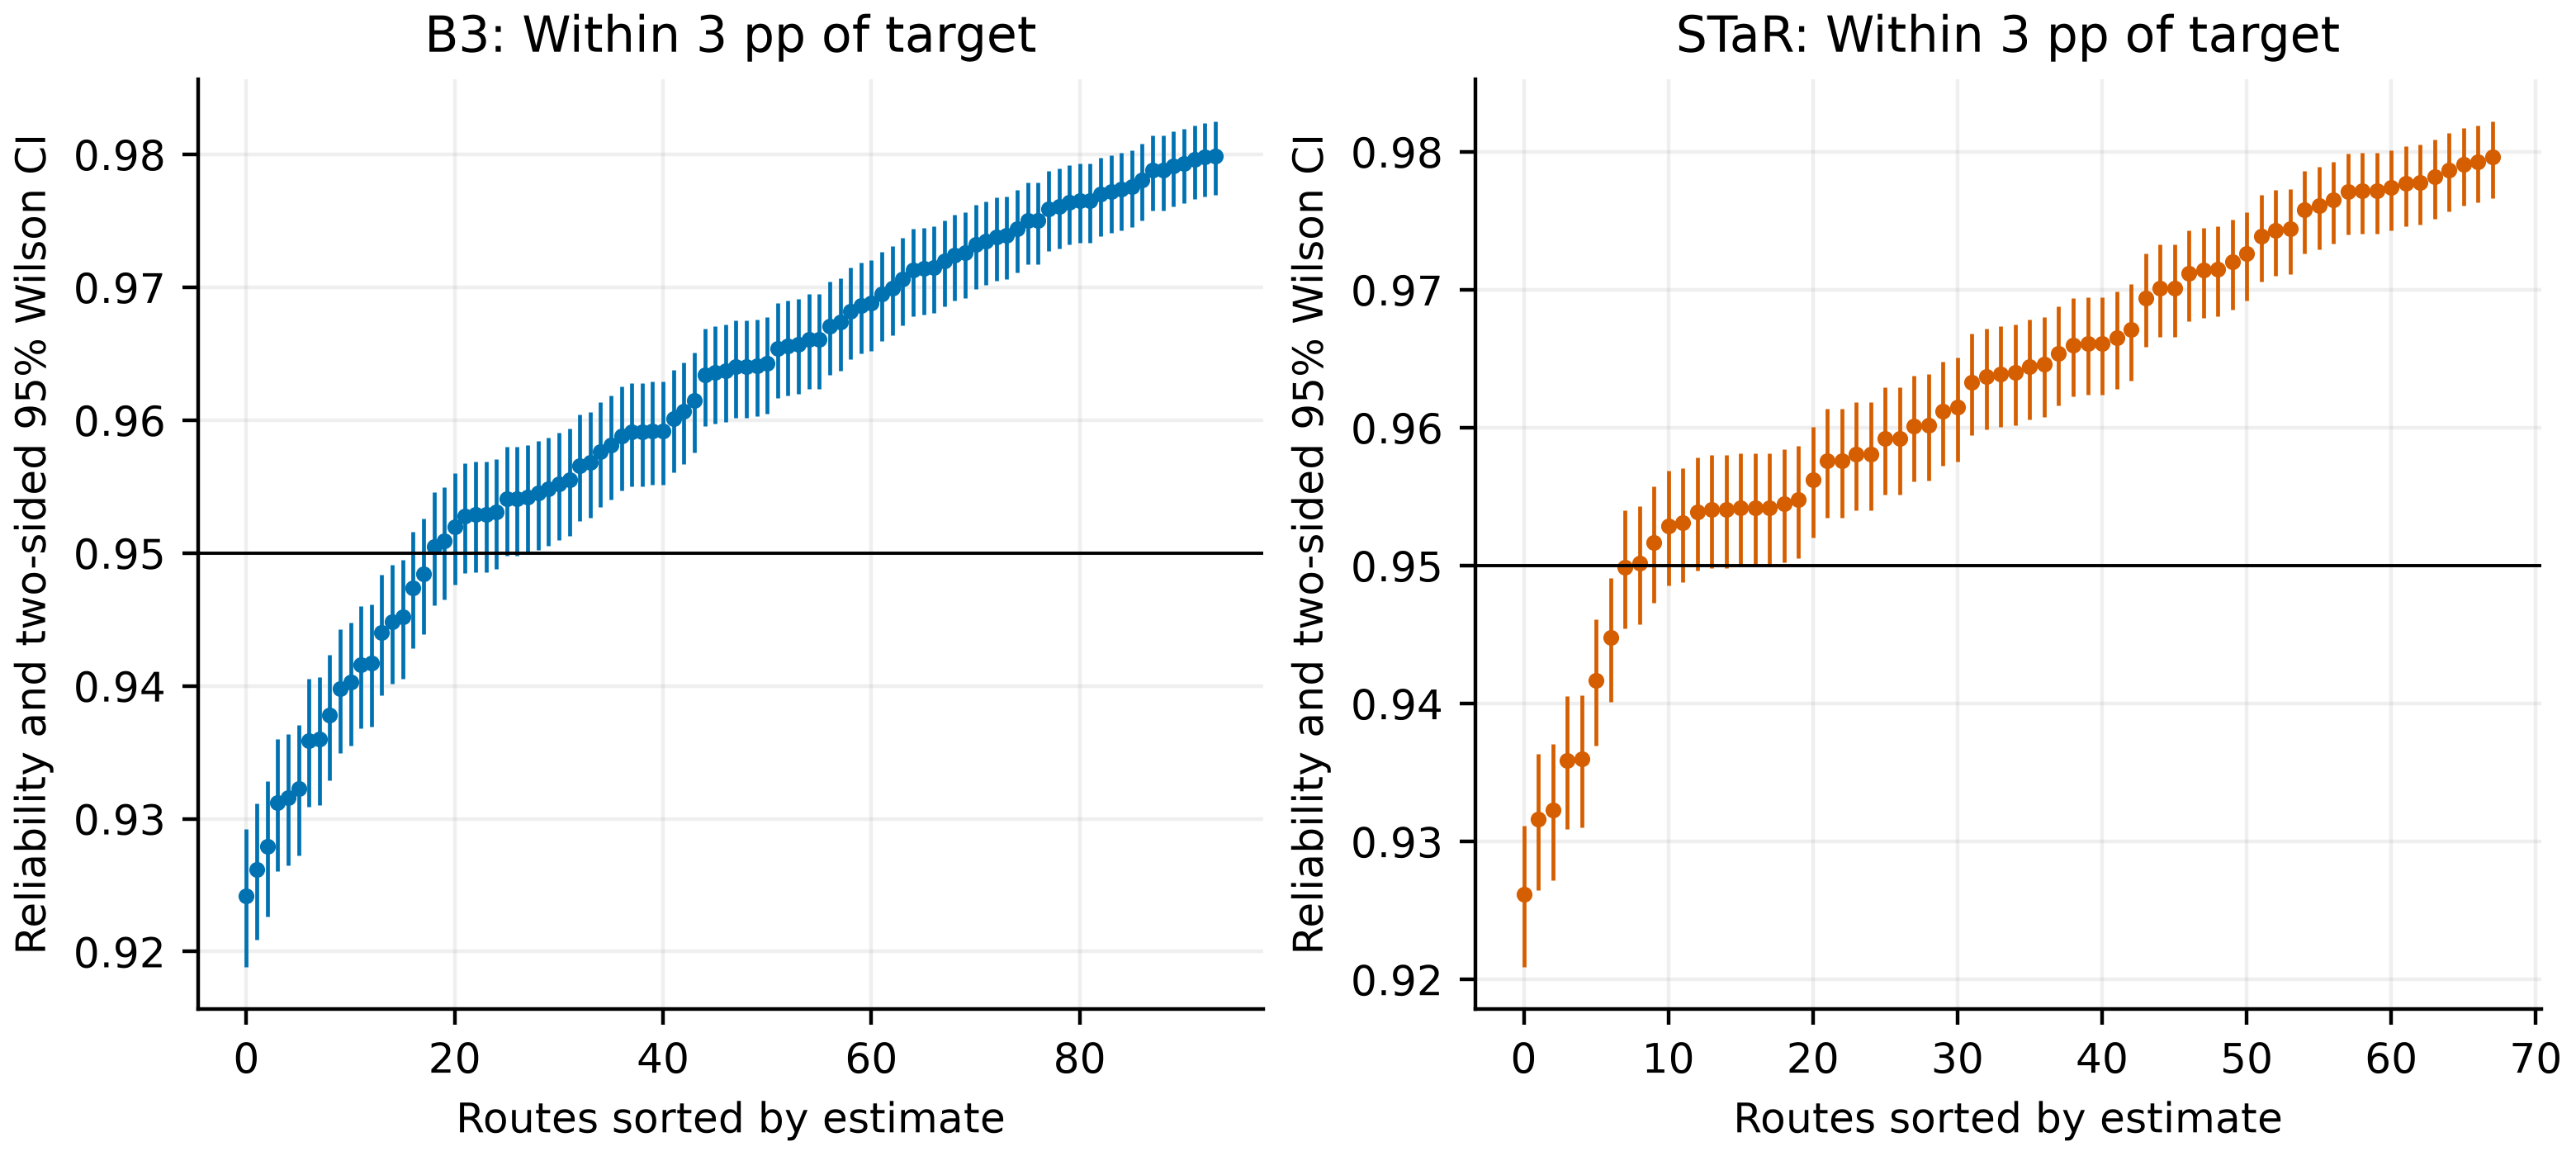 B3: Within 3 pp of target
Reliability and two-sided 95% Wilson CI
0.98
0.97
0.96
0.95
0.94
0.93
0.92
0 20 40 60 80
Routes sorted by estimate
STaR: Within 3 pp of target
Reliability and two-sided 95% Wilson CI
0.98
0.97
0.96
0.95
0.94
0.93
0.92
0 10 20 30 40 50 60 70
Routes sorted by estimate